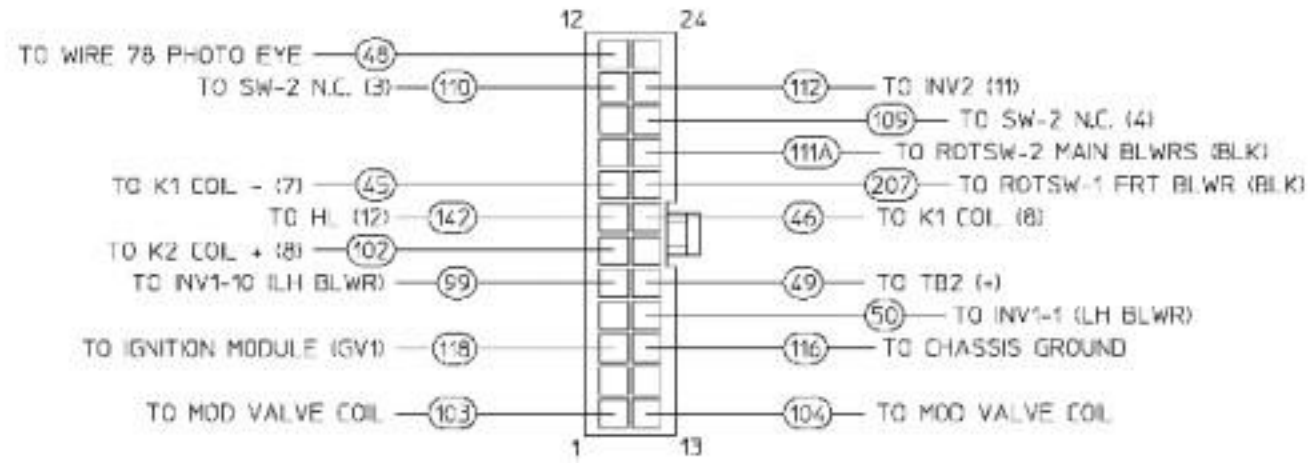 12 24
TO WIRE 78 PHOTO EYE 48
TO SW-2 N.C. (3) 110 112 TO INV2 (11)
109 TO SW-2 N.C. (4)
111A TO ROTSW-2 MAIN BLWRS (BLK)
TO K1 COIL - (7) 45 207 TO ROTSW-1 FRT BLWR (BLK)
TO HL (12) 142 46 TO K1 COIL (8)
TO K2 COIL + (8) 102
TO INV1-10 (LH BLWR) 99 49 TO TB2
50 TO INV1-1 (LH BLWR)
TO IGNITION MODULE (GV1) 118 116 TO CHASSIS GROUND
TO MOD VALVE COIL 103 104 TO MOD VALVE COIL
1 13